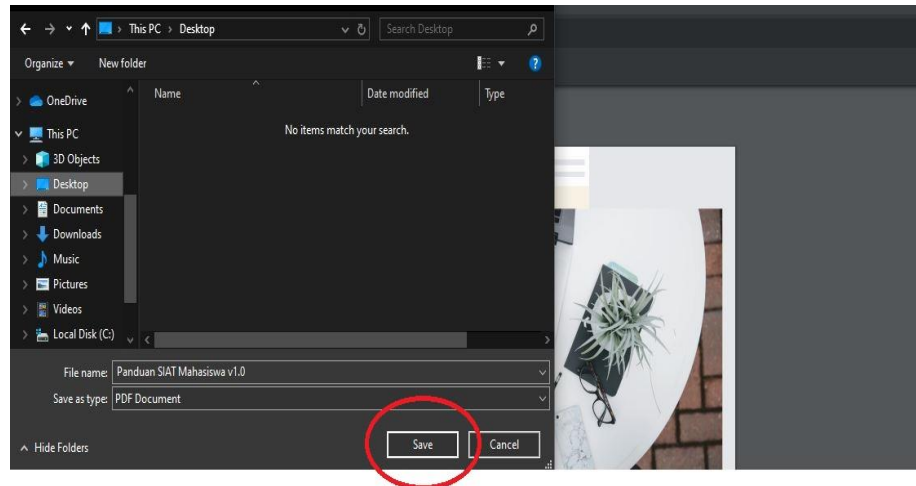 This PC > Desktop
Search Desktop
Organize
New folder
Name
Date modified
Type
OneDrive
No items match your search.
This PC
3D Objects
Desktop
Documents
Downloads
Music
Pictures
Videos
Local Disk (C:)
File name: Panduan SIAT Mahasiswa v1.0
Save as type: PDF Document
Hide Folders
Save
Cancel